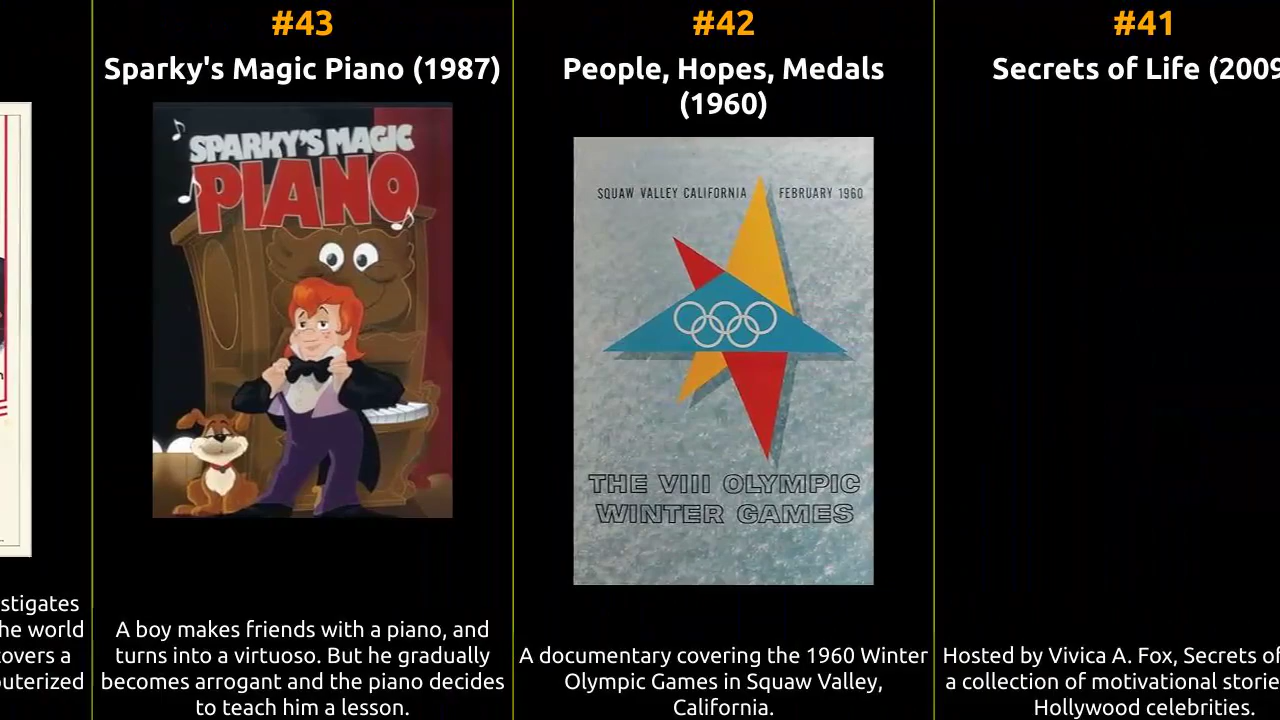 stigates
he world
overs a
outerized
#43
Sparky's Magic Piano (1987)
SPARKY'S MAGIC
PIANO
A boy makes friends with a piano, and
turns into a virtuoso. But he gradually
becomes arrogant and the piano decides
to teach him a lesson.
#42
People, Hopes, Medals
(1960)
SQUAW VALLEY CALIFORNIA FEBRUARY 1960
THE VIII OLYMPIC
WINTER GAMES
A documentary covering the 1960 Winter
Olympic Games in Squaw Valley,
California.
#41
Secrets of Life (2009
Hosted by Vivica A. Fox, Secrets of
a collection of motivational storie
Hollywood celebrities.